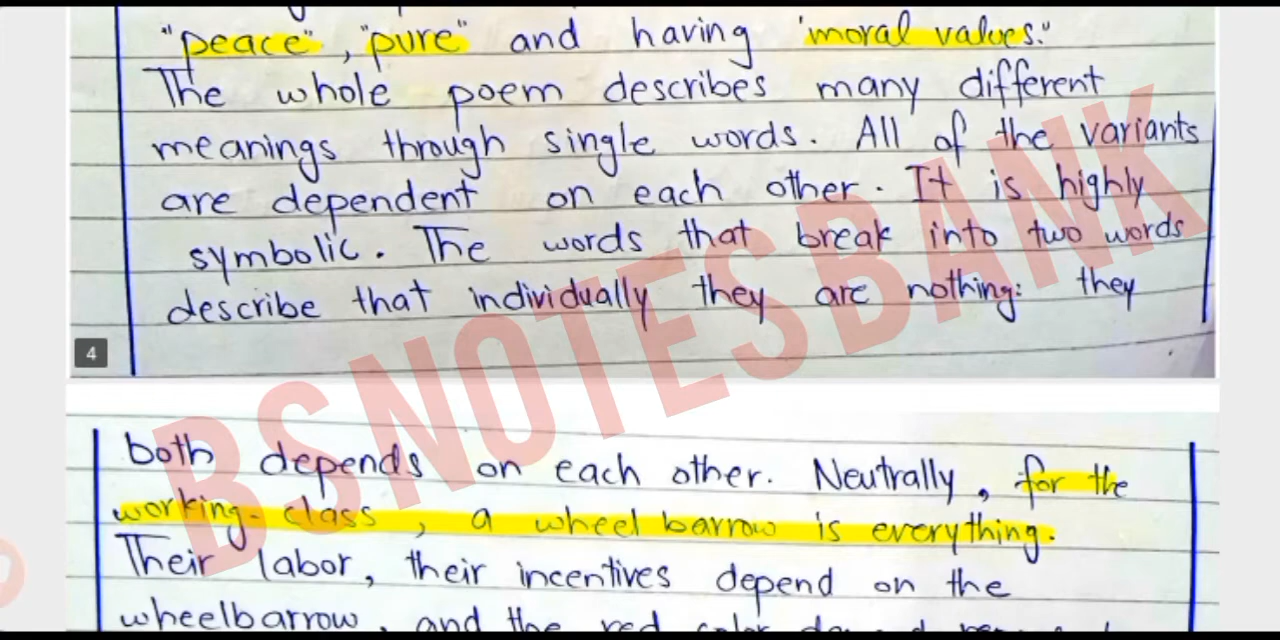 "peace", "pure" and having 'moral values."
The whole poem describes many different
meanings through single words. All of the variants
are dependent on each other. It is highly
symbolic. The words that break into two words
describe that individually they are nothing: they
4
both depends on each other. Neutrally, for the
working-class, a wheel barrow is everything.
Their labor, their incentives depend on the
wheelbarrow, and the red color
BSNOTES BANK